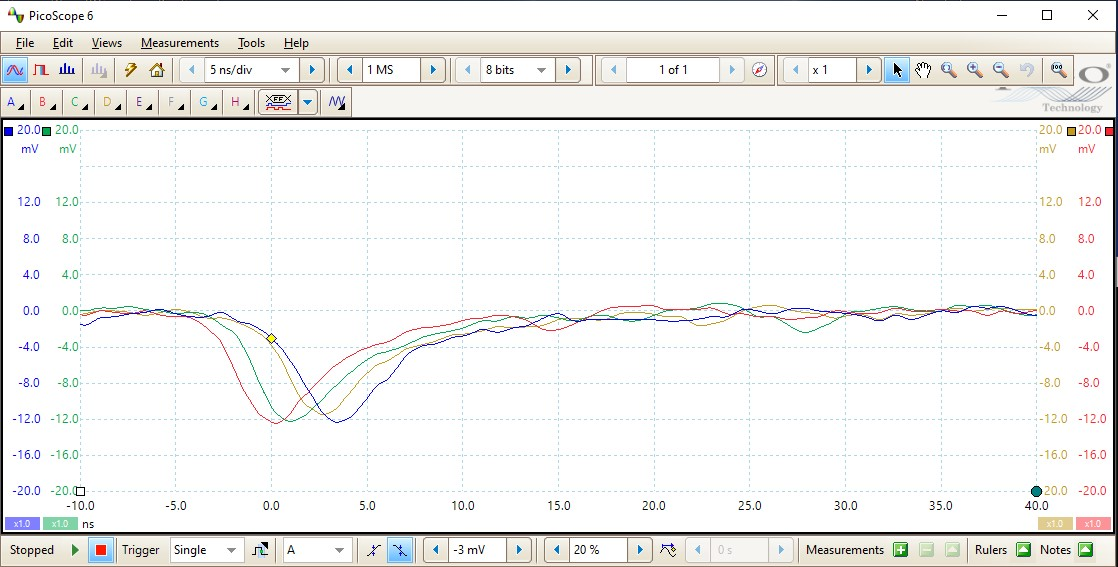 PicoScope 6
File Edit Views Measurements Tools Help
5 ns/div 1 MS 8 bits 1 of 1 x 1
A B C D E F G H
Technology
20.0 20.0 20.0 20.0
mV mV mV mV
12.0 12.0 12.0 12.0
8.0 8.0 8.0 8.0
4.0 4.0 4.0 4.0
0.0 0.0 0.0 0.0
-4.0 -4.0 -4.0 -4.0
-8.0 -8.0 -8.0 -8.0
-12.0 -12.0 -12.0 -12.0
-16.0 -16.0 -16.0 -16.0
-20.0 -20.0 -20.0 -20.0
-10.0 -5.0 0.0 5.0 10.0 15.0 20.0 25.0 30.0 35.0 40.0
x1.0 x1.0 ns x1.0 x1.0
Stopped Trigger Single A -3 mV 20 % 0 s Measurements Rulers Notes